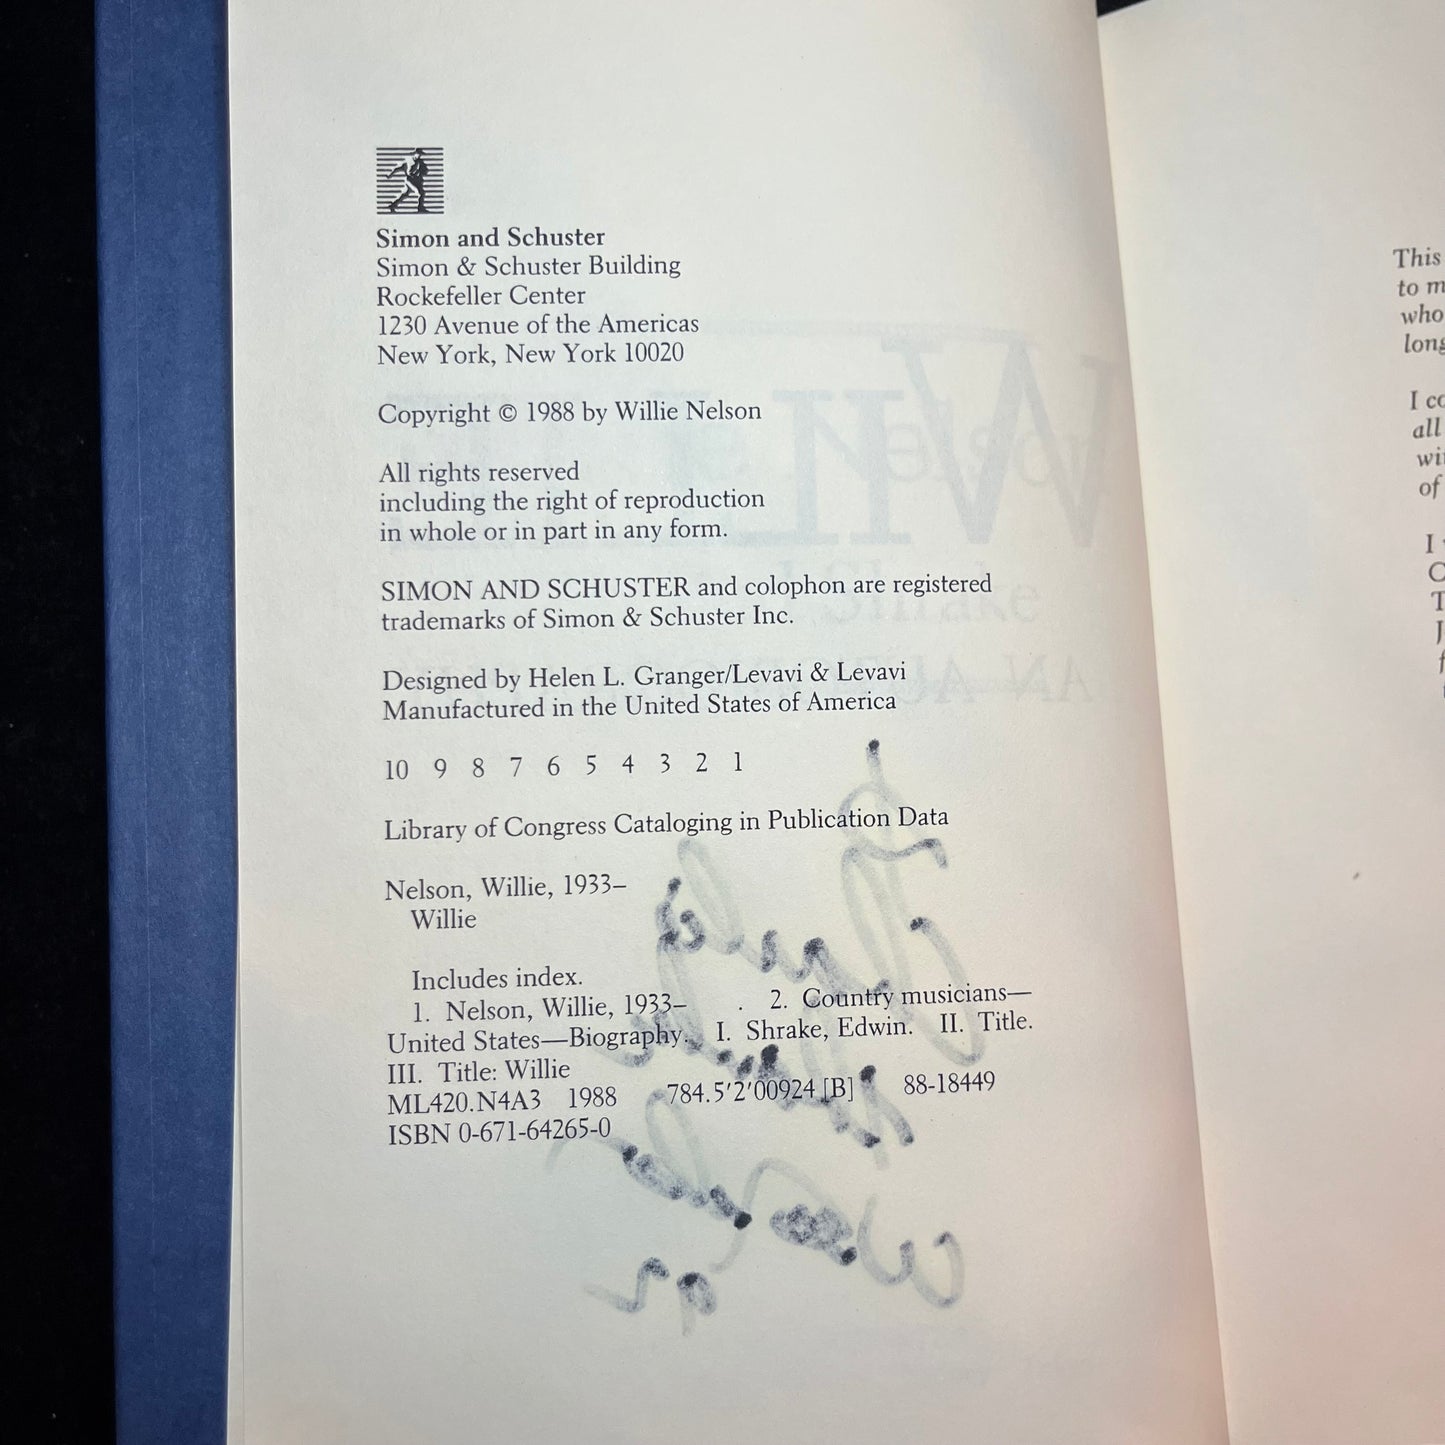 Simon and Schuster
Simon & Schuster Building
Rockefeller Center
1230 Avenue of the Americas
New York, New York 10020
Copyright © 1988 by Willie Nelson
All rights reserved
including the right of reproduction
in whole or in part in any form.
SIMON AND SCHUSTER and colophon are registered
trademarks of Simon & Schuster Inc.
Designed by Helen L. Granger/Levavi & Levavi
Manufactured in the United States of America
10 9 8 7 6 5 4 3 2 1
Library of Congress Cataloging in Publication Data
Nelson, Willie, 1933–
Willie
Includes index.
1. Nelson, Willie, 1933– . 2. Country musicians—
United States—Biography. I. Shrake, Edwin. II. Title.
III. Title: Willie
ML420.N4A3 1988 784.5′2′00924 [B] 88-18449
ISBN 0-671-64265-0
This
to m
who
long
I co
all
wi
of
I